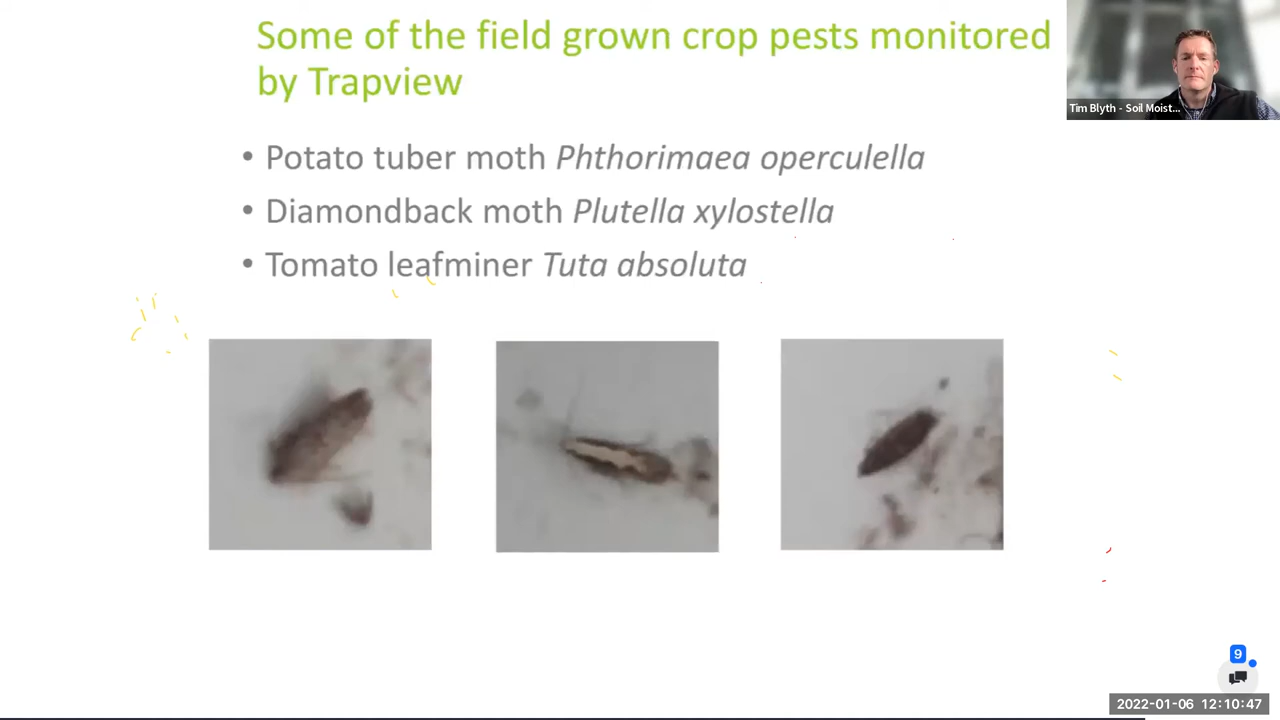 Some of the field grown crop pests monitored
by Trapview
Tim Blyth - Soil Moist...
• Potato tuber moth Phthorimaea operculella
• Diamondback moth Plutella xylostella
• Tomato leafminer Tuta absoluta
9
2022-01-06 12:10:47